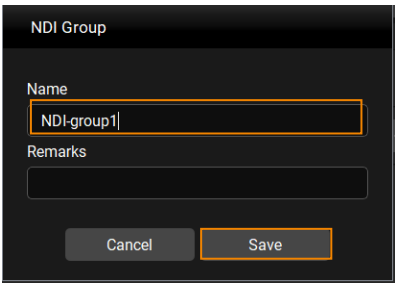 NDI Group
Name
NDI-group1
Remarks
Cancel Save